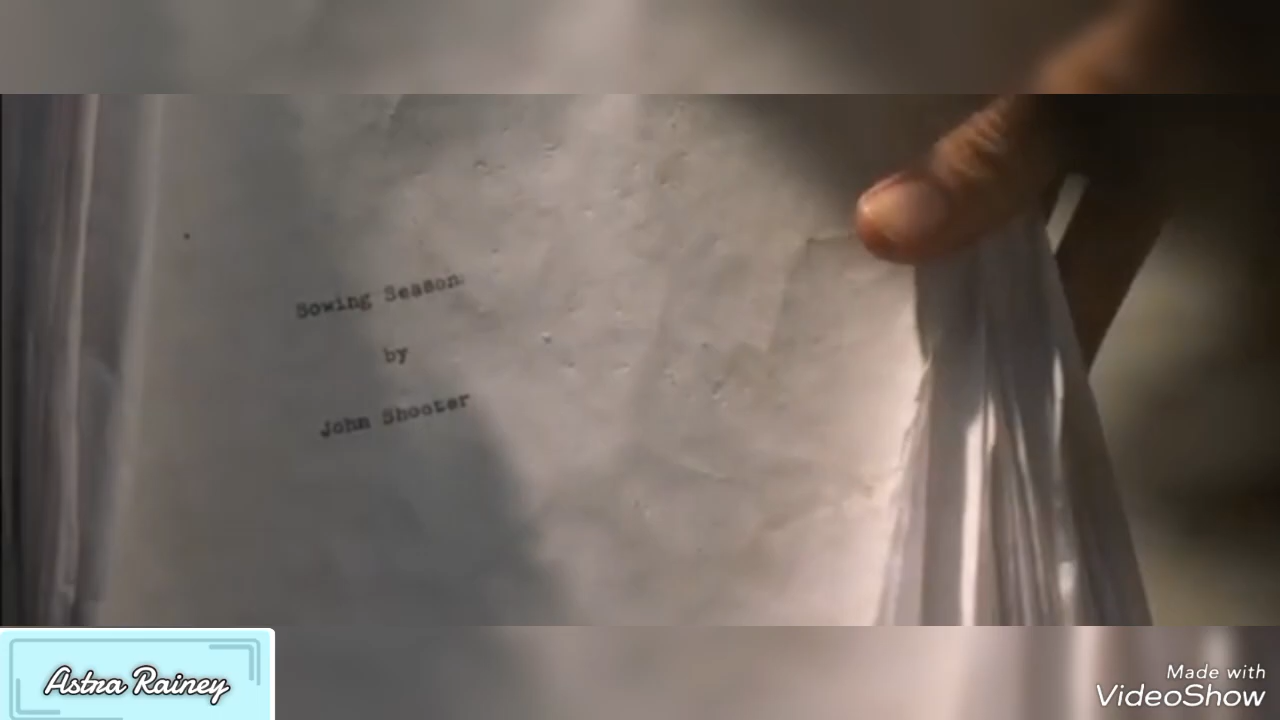 Sowing Season
by
John Shooter
Astra Rainey
Made with
VideoShow